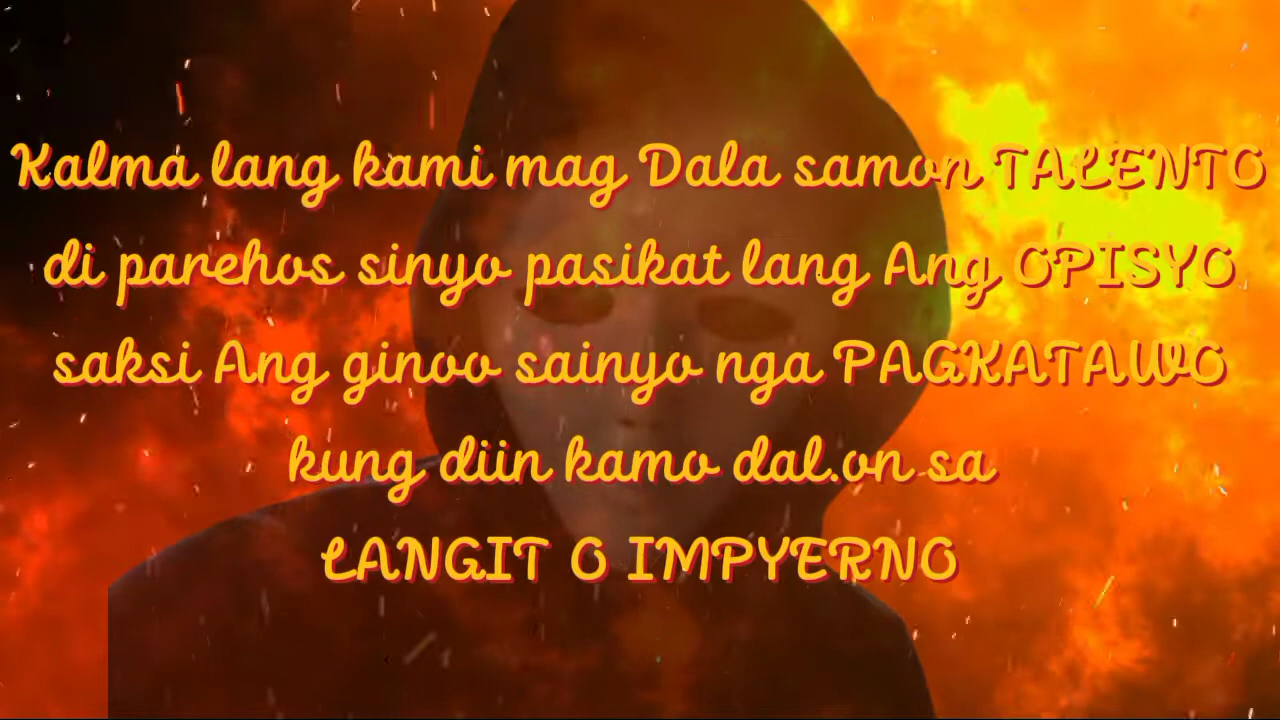 Kalma lang kami mag Dala samon TALENTO
di parehos sinyo pasikat lang Ang OPISYO
saksi Ang ginoo sainyo nga PAGKATAWO
kung diin kamo dal.on sa
LANGIT O IMPYERNO